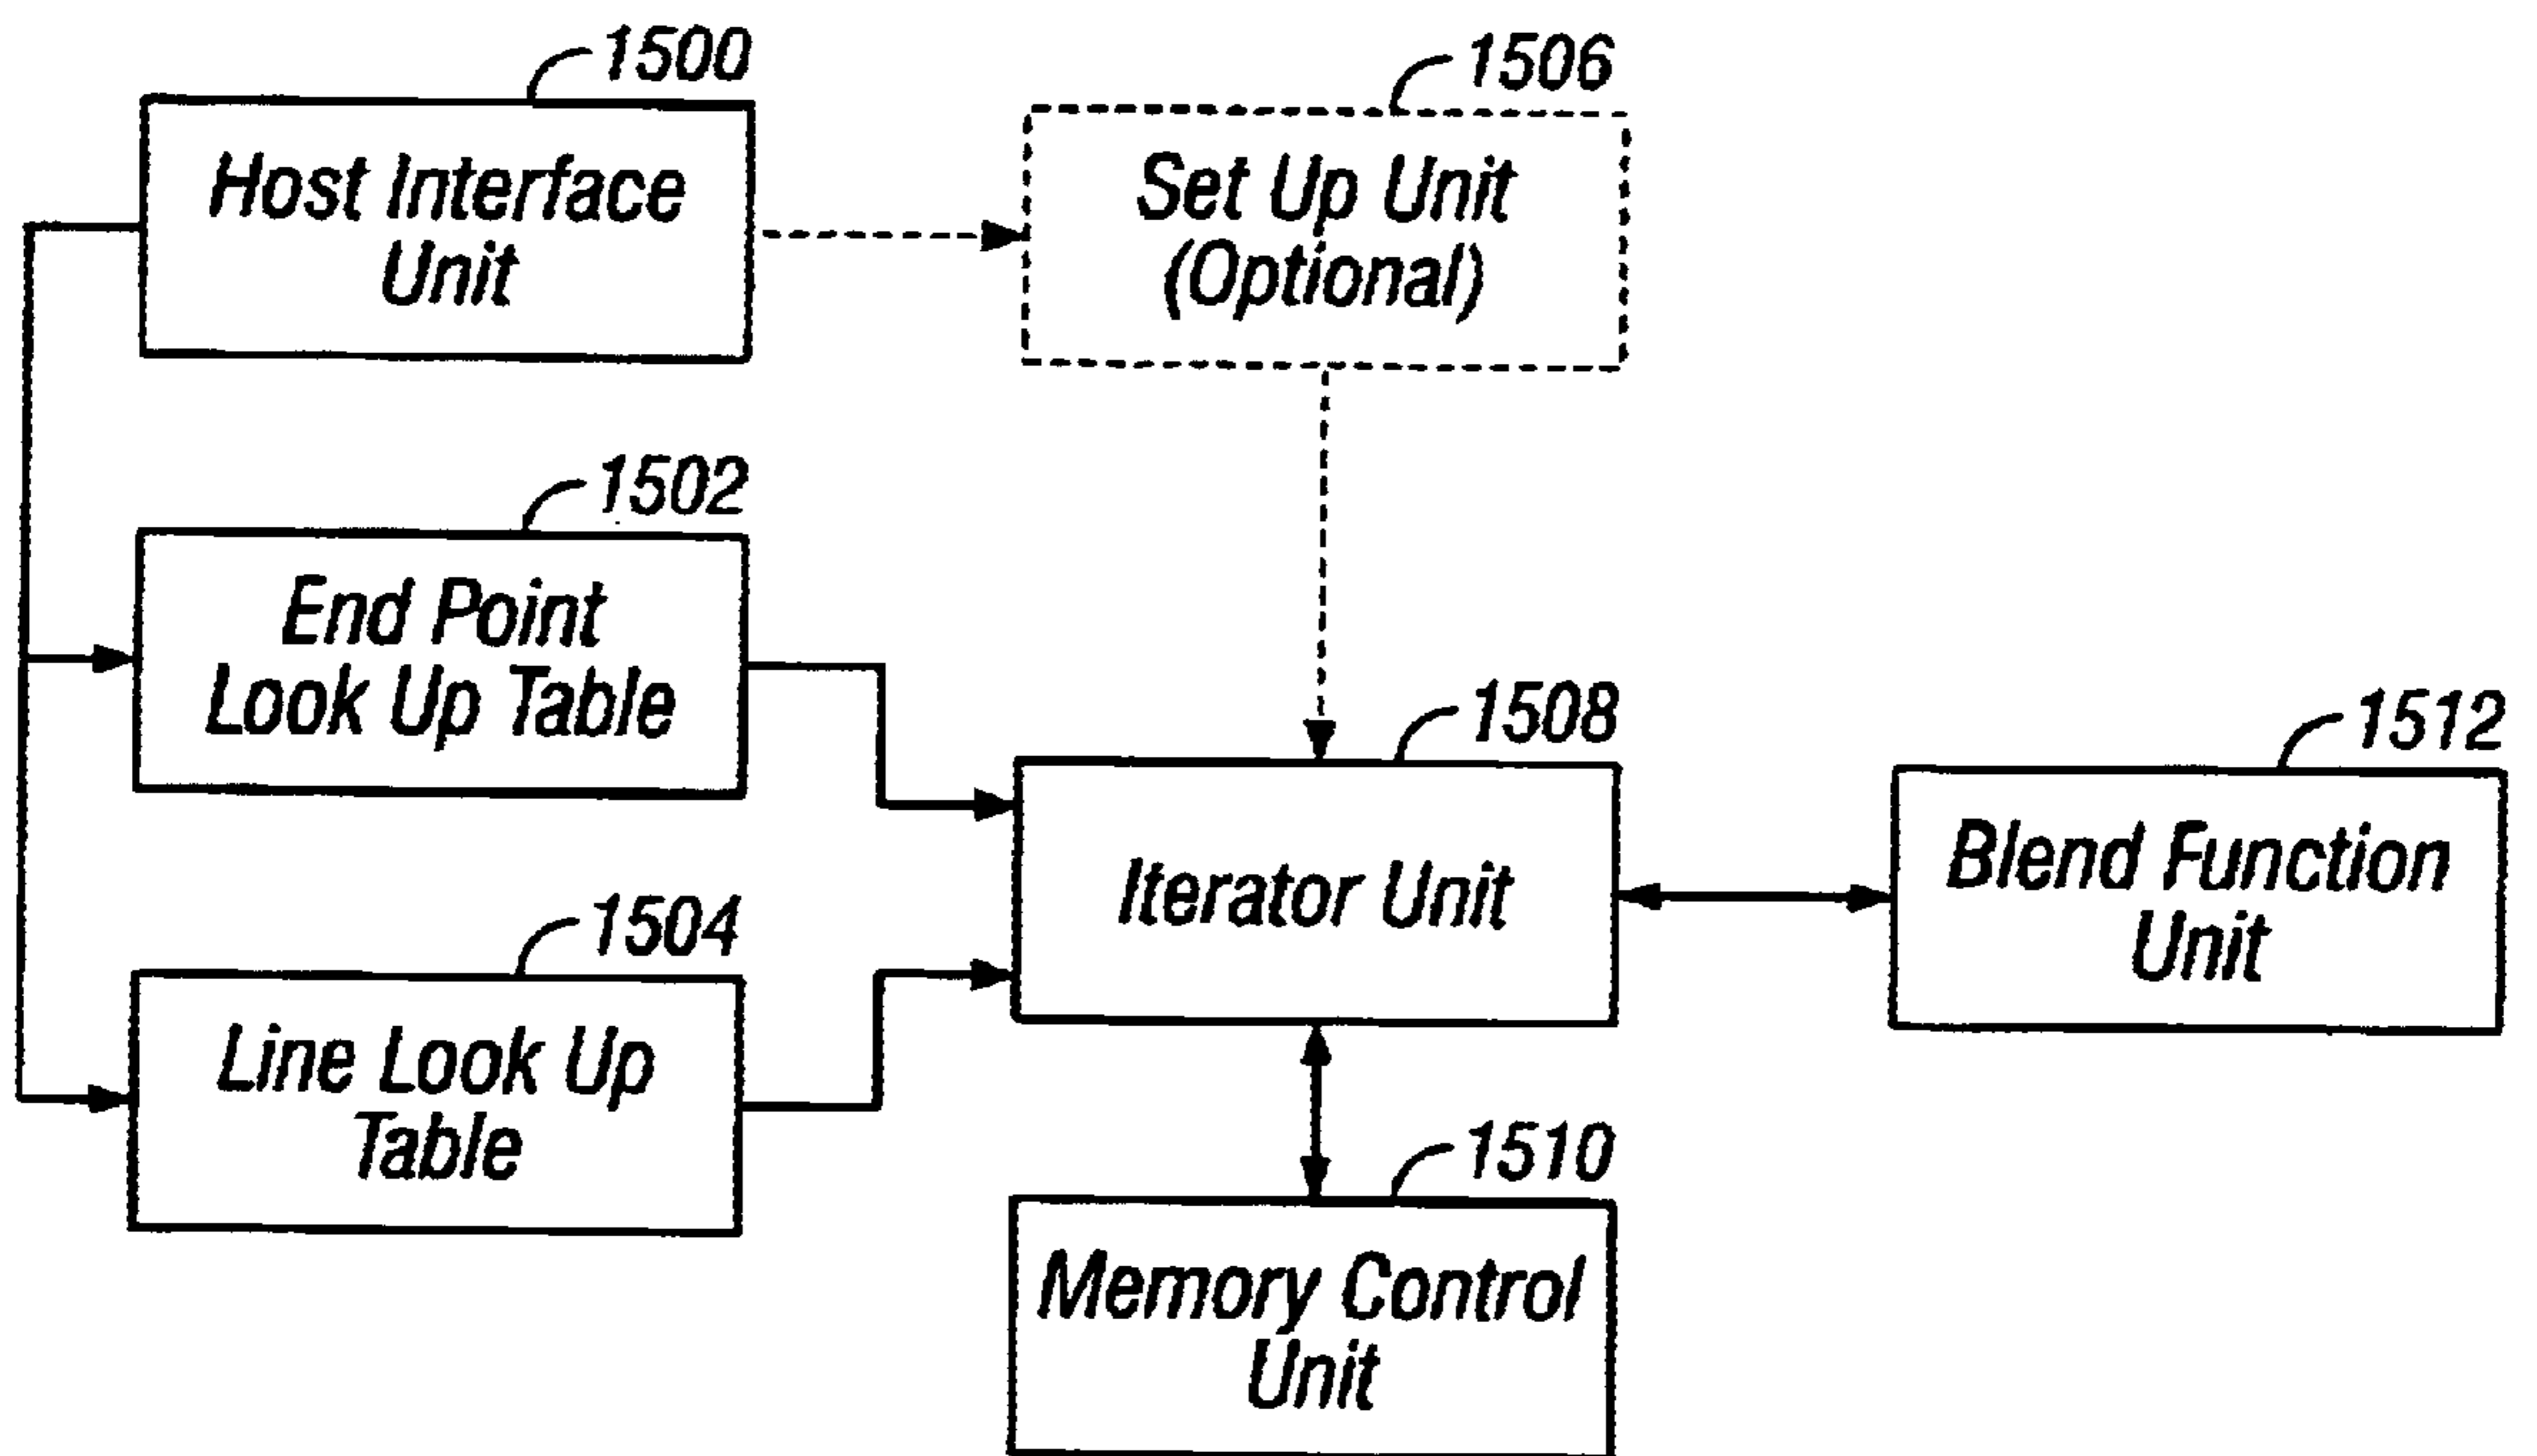 1500
Host Interface
Unit
1506
Set Up Unit
(Optional)
1502
End Point
Look Up Table
1504
Line Look Up
Table
1508
Iterator Unit
1512
Blend Function
Unit
1510
Memory Control
Unit